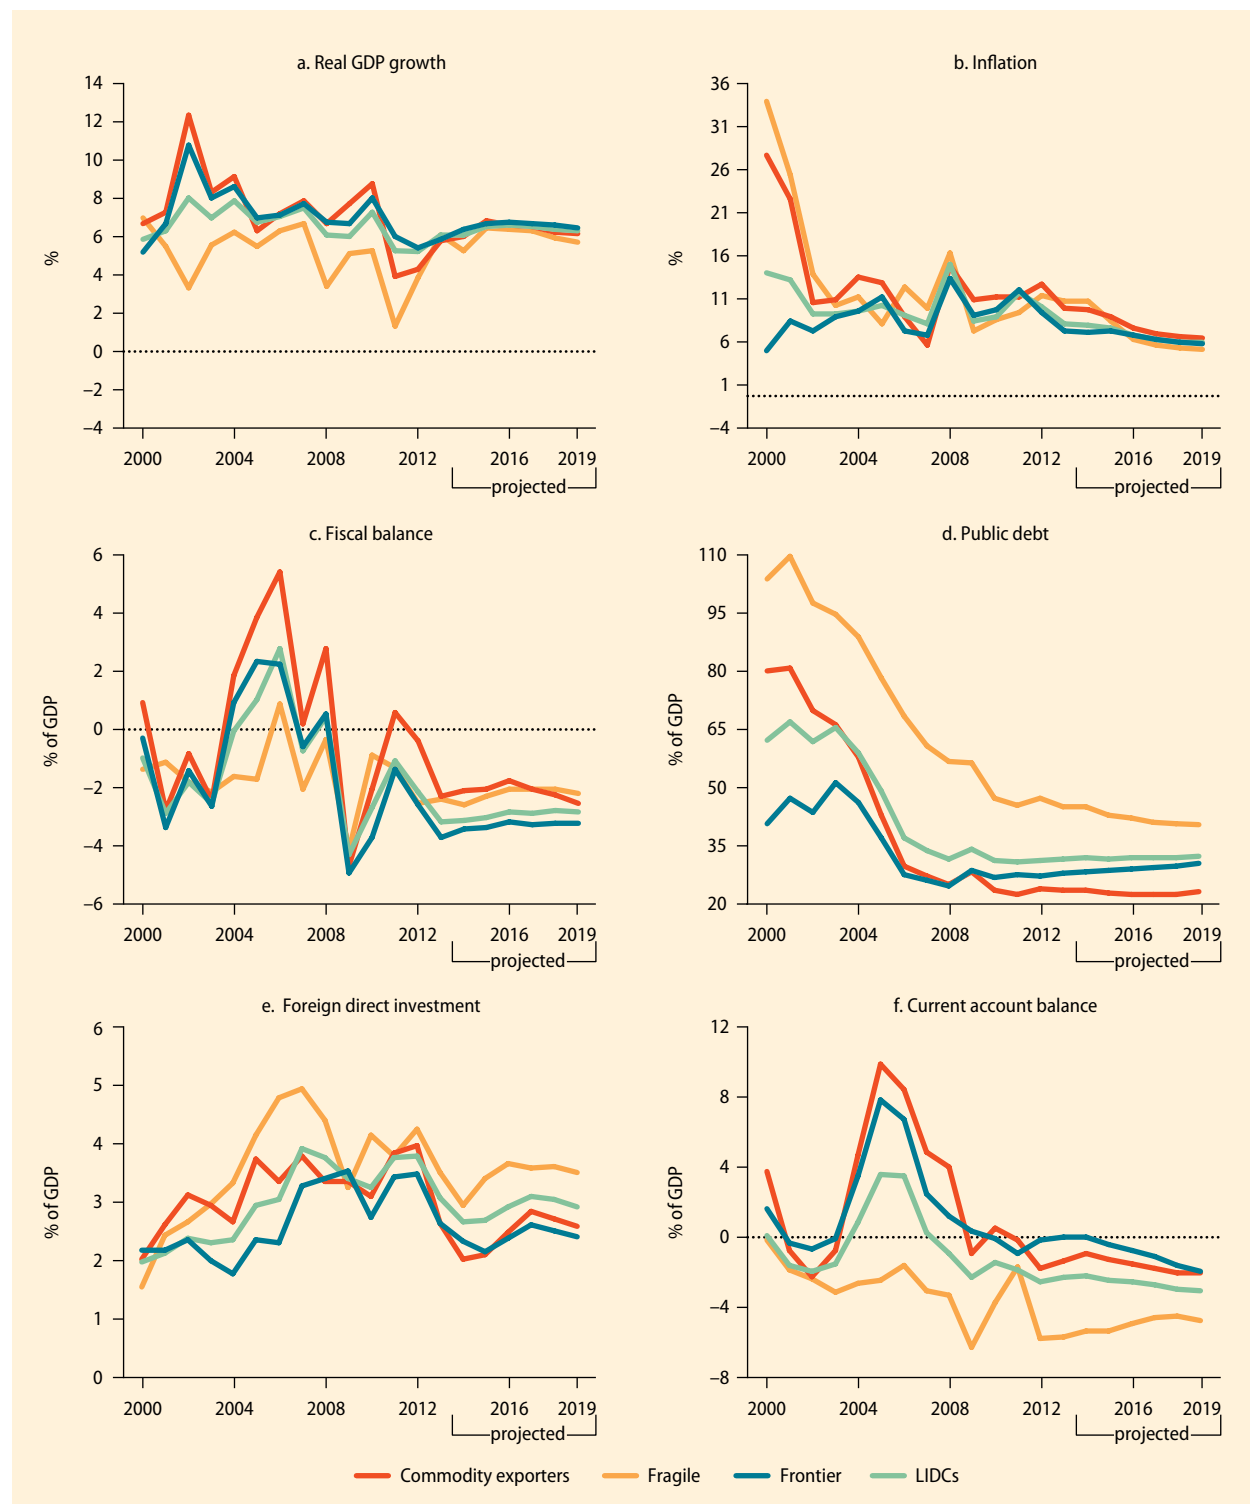 a. Real GDP growth
14
12
10
8
6
4
2
0
–2
–4
%
2000 2004 2008 2012 2016 2019
projected
b. Inflation
36
31
26
21
16
11
6
1
–4
%
2000 2004 2008 2012 2016 2019
projected
c. Fiscal balance
6
4
2
0
–2
–4
–6
% of GDP
2000 2004 2008 2012 2016 2019
projected
d. Public debt
110
95
80
65
50
35
20
% of GDP
2000 2004 2008 2012 2016 2019
projected
e. Foreign direct investment
6
5
4
3
2
1
0
% of GDP
2000 2004 2008 2012 2016 2019
projected
f. Current account balance
12
8
4
0
–4
–8
% of GDP
2000 2004 2008 2012 2016 2019
projected
Commodity exporters Fragile Frontier LIDCs